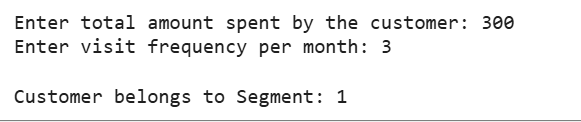 Enter total amount spent by the customer: 300
Enter visit frequency per month: 3
Customer belongs to Segment: 1